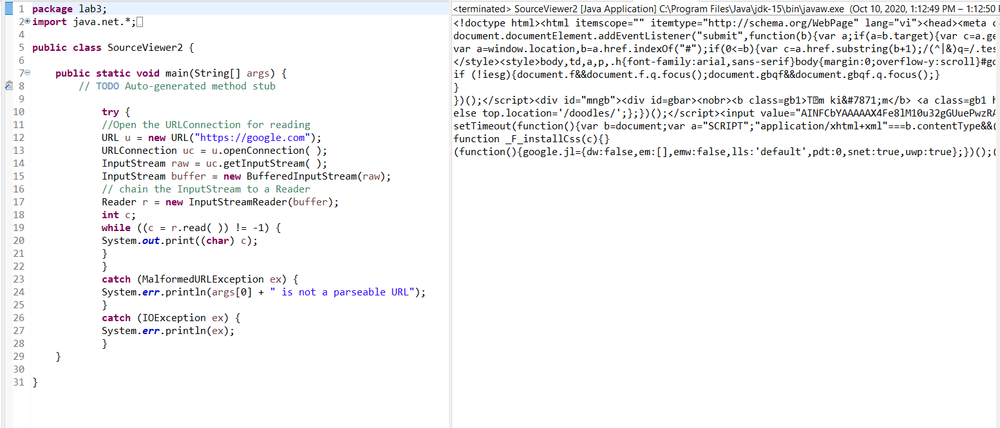 1 package lab3;
2 import java.net.*;
4
5 public class SourceViewer2 {
6
7 public static void main(String[] args) {
8 // TODO Auto-generated method stub
9
10 try {
11 //Open the URLConnection for reading
12 URL u = new URL("https://google.com");
13 URLConnection uc = u.openConnection( );
14 InputStream raw = uc.getInputStream( );
15 InputStream buffer = new BufferedInputStream(raw);
16 // chain the InputStream to a Reader
17 Reader r = new InputStreamReader(buffer);
18 int c;
19 while ((c = r.read( )) != -1) {
20 System.out.print((char) c);
21 }
22 }
23 catch (MalformedURLException ex) {
24 System.err.println(args[0] + " is not a parseable URL");
25 }
26 catch (IOException ex) {
27 System.err.println(ex);
28 }
29 }
30
31 }
<terminated> SourceViewer2 [Java Application] C:\Program Files\Java\jdk-15\bin\javaw.exe (Oct 10, 2020, 1:12:49 PM – 1:12:50
<!doctype html><html itemscope="" itemtype="http://schema.org/WebPage" lang="vi"><head><meta c
document.documentElement.addEventListener("submit",function(b){var a;if(a=b.target){var c=a.ge
var a=window.location,b=a.href.indexOf("#");if(0<=b){var c=a.href.substring(b+1);/(^|&)q=/.tes
</style><style>body,td,a,p,.h{font-family:arial,sans-serif}body{margin:0;overflow-y:scroll}#go
if (!iesg){document.f&&document.f.q.focus();document.gbqf&&document.gbqf.q.focus();}
}
})();</script><div id="mngb"><div id=gbar><nobr><b class=gb1>T�m ki&#7871;m</b> <a class=gb1 h
else top.location='/doodles/';};})();</script><input value="AINFCbYAAAAAX4Fe8lM10u32gGUuePwzRA
setTimeout(function(){var b=document;var a="SCRIPT";"application/xhtml+xml"===b.contentType&&(
function _F_installCss(c){}
(function(){google.jl={dw:false,em:[],emw:false,lls:'default',pdt:0,snet:true,uwp:true};})();(